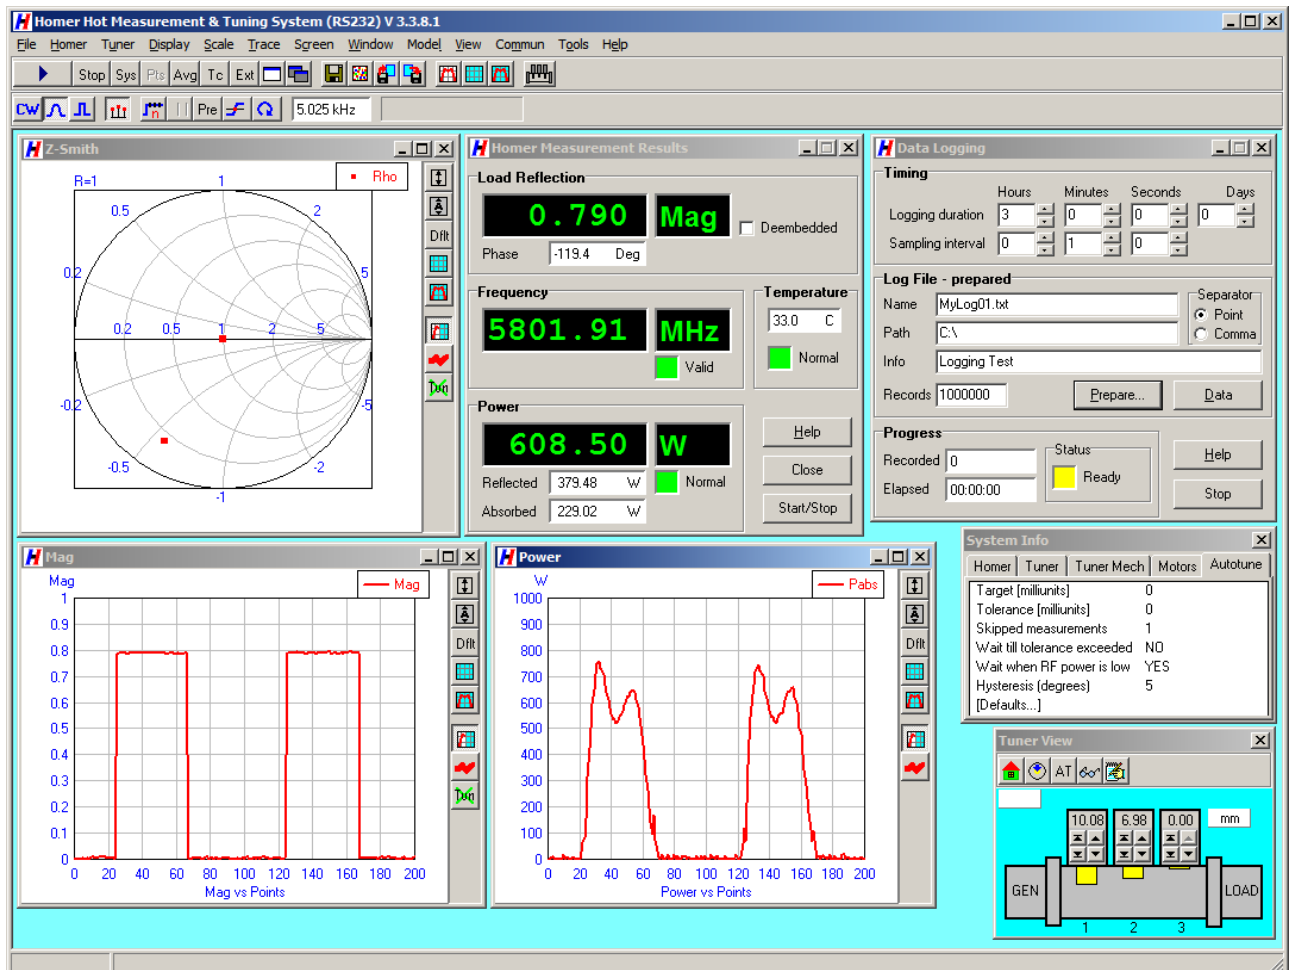 Homer Hot Measurement & Tuning System (RS232) V 3.3.8.1
File Homer Tuner Display Scale Trace Screen Window Model View Commun Tools Help
Stop Sys Pts Avg Tc Ext
CW n Pre 5.025 kHz
Z-Smith
Rho
R=1
1
0.5
2
0.2
5
0.2 0.5 1 2 5
-0.2
-5
-0.5
-2
-1
Dflt
Tun
Homer Measurement Results
Load Reflection
0.790 Mag
Deembedded
Phase -119.4 Deg
Frequency
5801.91 MHz
Valid
Temperature
33.0 C
Normal
Power
608.50 W
Reflected 379.48 W
Normal
Absorbed 229.02 W
Help
Close
Start/Stop
Data Logging
Timing
Hours Minutes Seconds Days
Logging duration 3 0 0 0
Sampling interval 0 1 0
Log File - prepared
Name MyLog01.txt
Path C:\
Info Logging Test
Separator
Point
Comma
Records 1000000 Prepare... Data
Progress
Recorded 0
Elapsed 00:00:00
Status
Ready
Help
Stop
Mag
Mag
Mag
1
0.9
0.8
0.7
0.6
0.5
0.4
0.3
0.2
0.1
0
0 20 40 60 80 100 120 140 160 180 200
Mag vs Points
Dflt
Tun
Power
W
Pabs
1000
900
800
700
600
500
400
300
200
100
0
0 20 40 60 80 100 120 140 160 180 200
Power vs Points
Dflt
System Info
Homer Tuner Tuner Mech Motors Autotune
Target [milliunits] 0
Tolerance [milliunits] 0
Skipped measurements 1
Wait till tolerance exceeded NO
Wait when RF power is low YES
Hysteresis (degrees) 5
[Defaults...]
Tuner View
AT
10.08 6.98 0.00 mm
GEN LOAD
1 2 3